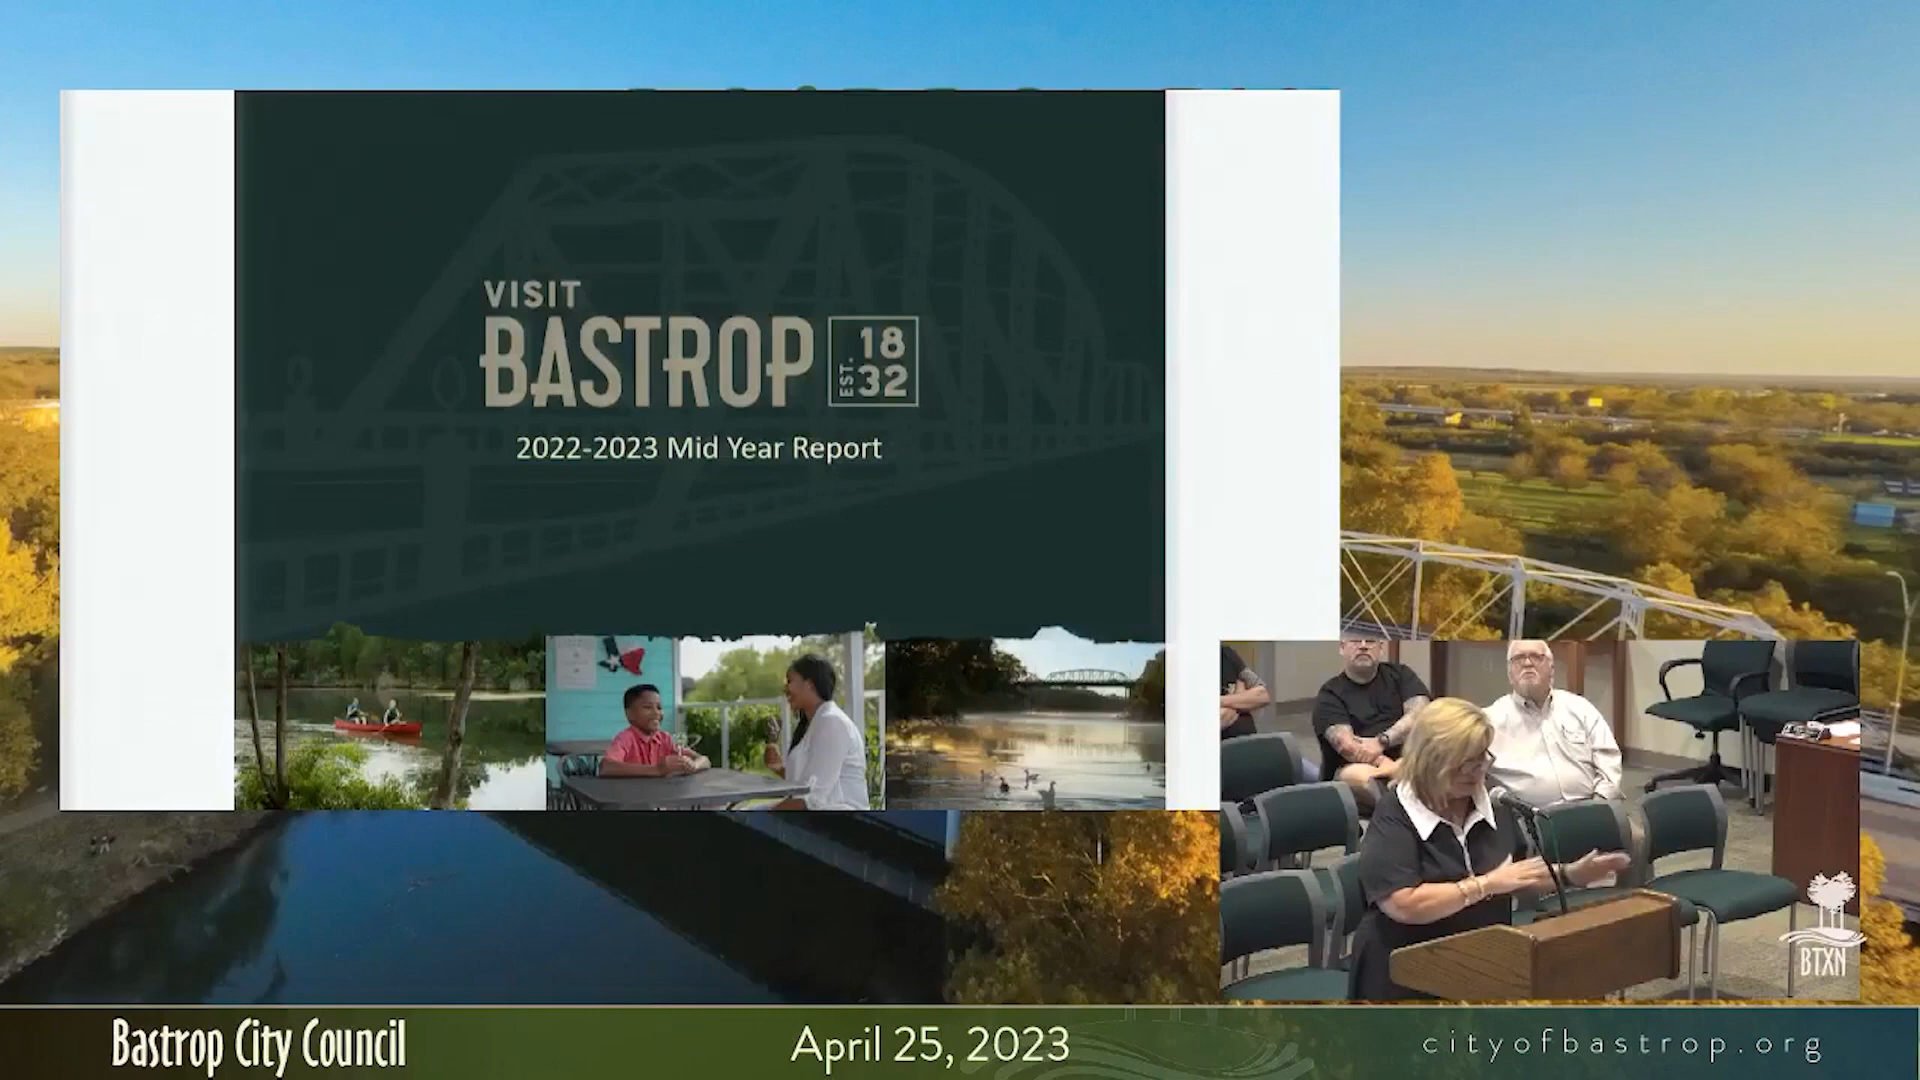 VISIT
BASTROP
EST. 18
32
2022-2023 Mid Year Report
BTXN
Bastrop City Council
April 25, 2023
cityofbastrop.org